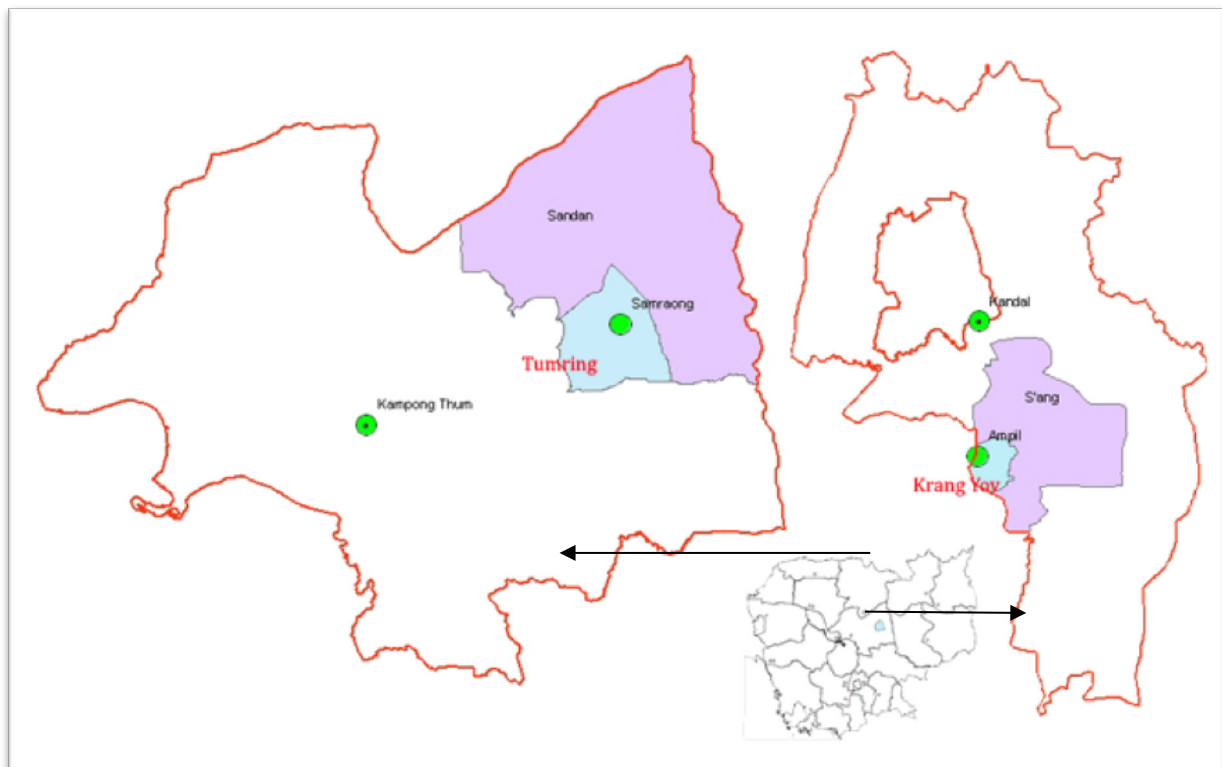 Sandan
Samraong
Tumring
Kampong Thum
Kandal
S'ang
Ampil
Krang Yov